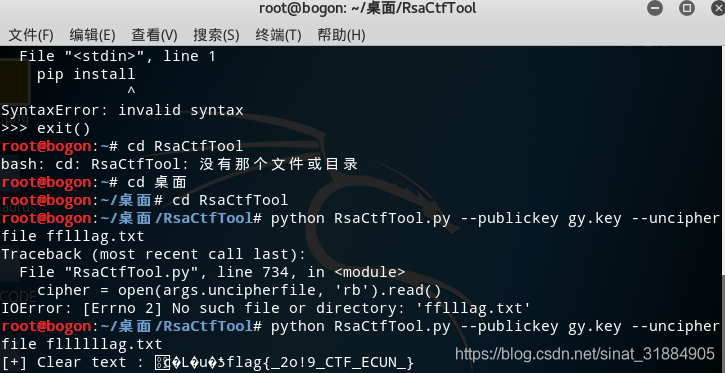 root@bogon: ~/桌面/RsaCtfTool
文件(F) 编辑(E) 查看(V) 搜索(S) 终端(T) 帮助(H)
File "<stdin>", line 1
pip install
^
SyntaxError: invalid syntax
>>> exit()
root@bogon:~# cd RsaCtfTool
bash: cd: RsaCtfTool: 没有那个文件或目录
root@bogon:~# cd 桌面
root@bogon:~/桌面# cd RsaCtfTool
root@bogon:~/桌面/RsaCtfTool# python RsaCtfTool.py --publickey gy.key --uncipher
file fflllag.txt
Traceback (most recent call last):
File "RsaCtfTool.py", line 734, in <module>
cipher = open(args.uncipherfile, 'rb').read()
IOError: [Errno 2] No such file or directory: 'fflllag.txt'
root@bogon:~/桌面/RsaCtfTool# python RsaCtfTool.py --publickey gy.key --uncipher
file fllllllag.txt
[+] Clear text : �L�u�flag{_2o!9_CTF_ECUN_}
https://blog.csdn.net/sinat_31884905